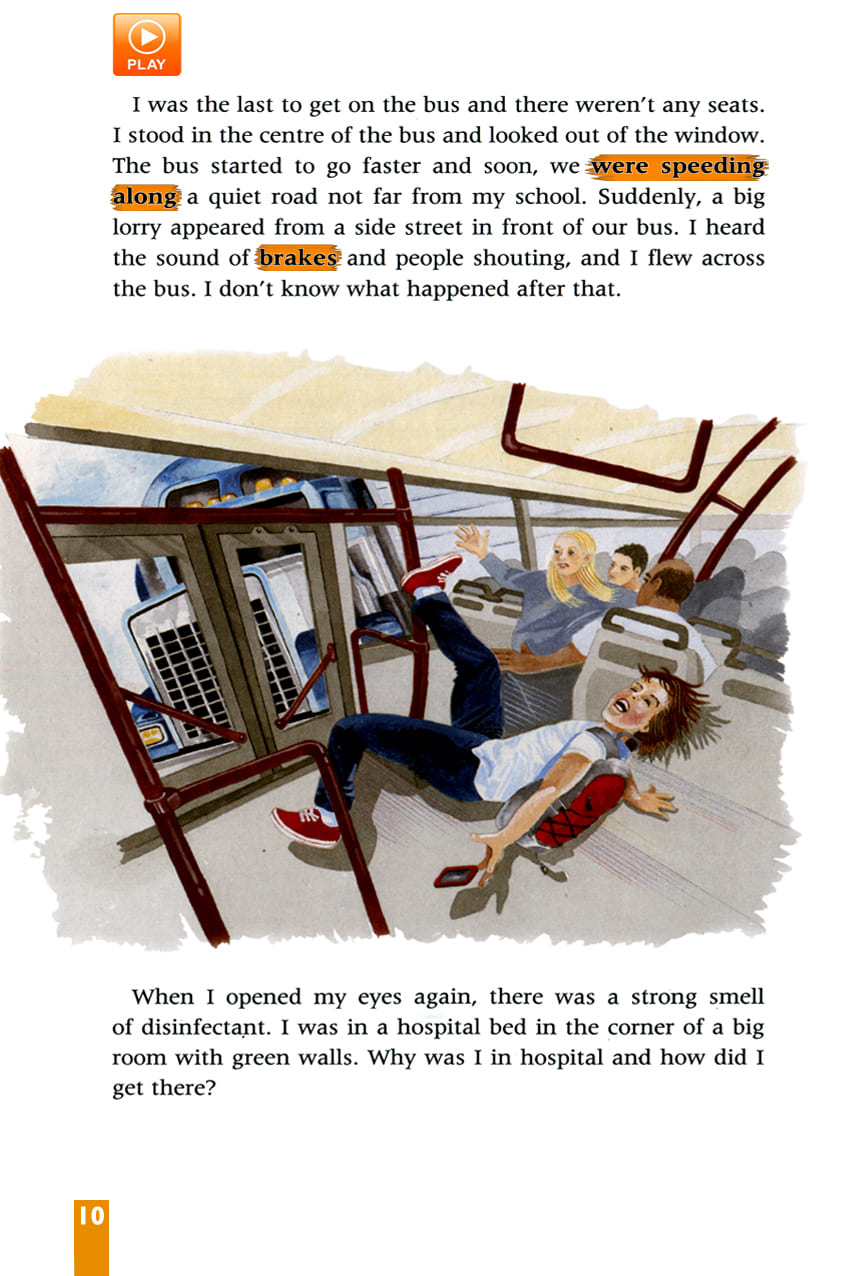 PLAY
I was the last to get on the bus and there weren't any seats.
I stood in the centre of the bus and looked out of the window.
The bus started to go faster and soon, we were speeding
along a quiet road not far from my school. Suddenly, a big
lorry appeared from a side street in front of our bus. I heard
the sound of brakes and people shouting, and I flew across
the bus. I don't know what happened after that.
When I opened my eyes again, there was a strong smell
of disinfectant. I was in a hospital bed in the corner of a big
room with green walls. Why was I in hospital and how did I
get there?
10